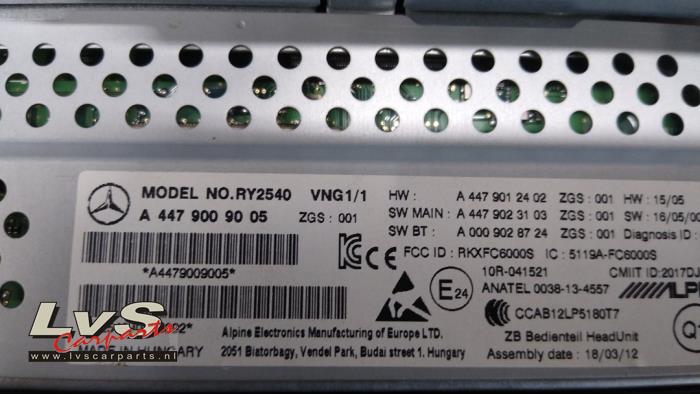 MODEL NO.RY2540 VNG1/1
A 447 900 90 05 ZGS : 001
HW : A 447 901 24 02 ZGS : 001 HW : 15/05
SW MAIN : A 447 902 31 03 ZGS : 001 SW : 16/05/00
SW BT : A 000 902 87 24 ZGS : 001 Diagnosis ID :
*A4479009005*
FCC ID : RKXFC6000S IC : 5119A-FC6000S
10R-041521 CMIIT ID:2017DJ
E24
ANATEL 0038-13-4557
CCAB12LP5180T7
MADE IN HUNGARY
Alpine Electronics Manufacturing of Europe LTD.
2051 Biatorbagy, Vendel Park, Budai street 1. Hungary
ZB Bedienteil HeadUnit
Assembly date : 18/03/12
LvS
Carparts
www.lvscarparts.nl